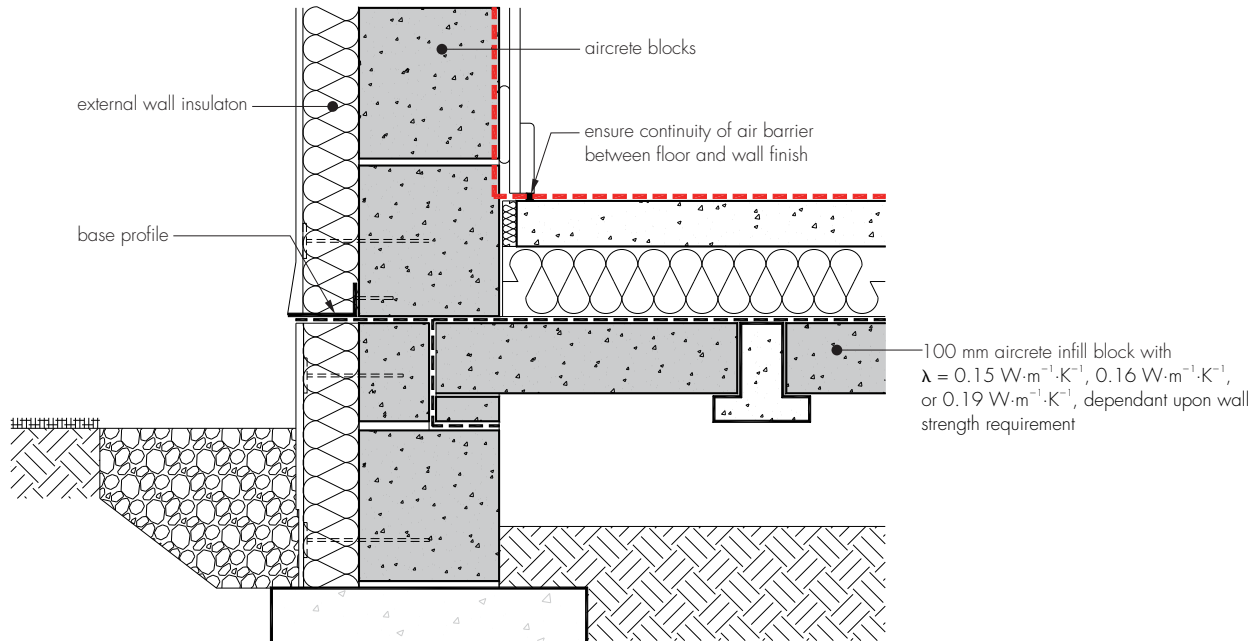 aircrete blocks
external wall insulaton
ensure continuity of air barrier
between floor and wall finish
base profile
100 mm aircrete infill block with
λ = 0.15 W·m⁻¹·K⁻¹, 0.16 W·m⁻¹·K⁻¹,
or 0.19 W·m⁻¹·K⁻¹, dependant upon wall
strength requirement